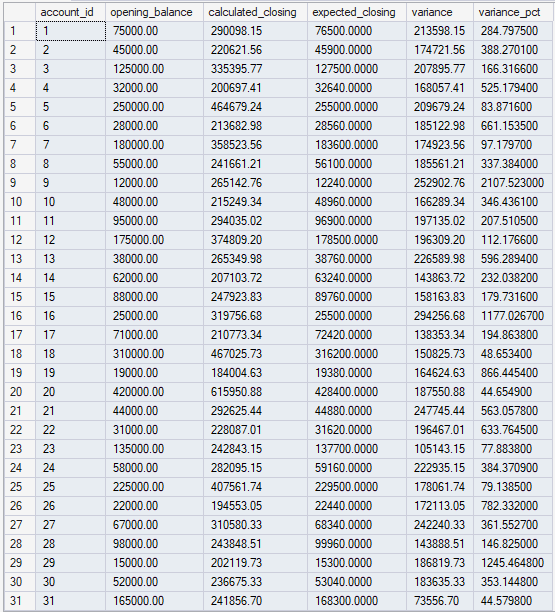 account_id opening_balance calculated_closing expected_closing variance variance_pct
1 1 75000.00 290098.15 76500.0000 213598.15 284.797500
2 2 45000.00 220621.56 45900.0000 174721.56 388.270100
3 3 125000.00 335395.77 127500.0000 207895.77 166.316600
4 4 32000.00 200697.41 32640.0000 168057.41 525.179400
5 5 250000.00 464679.24 255000.0000 209679.24 83.871600
6 6 28000.00 213682.98 28560.0000 185122.98 661.153500
7 7 180000.00 358523.56 183600.0000 174923.56 97.179700
8 8 55000.00 241661.21 56100.0000 185561.21 337.384000
9 9 12000.00 265142.76 12240.0000 252902.76 2107.523000
10 10 48000.00 215249.34 48960.0000 166289.34 346.436100
11 11 95000.00 294035.02 96900.0000 197135.02 207.510500
12 12 175000.00 374809.20 178500.0000 196309.20 112.176600
13 13 38000.00 265349.98 38760.0000 226589.98 596.289400
14 14 62000.00 207103.72 63240.0000 143863.72 232.038200
15 15 88000.00 247923.83 89760.0000 158163.83 179.731600
16 16 25000.00 319756.68 25500.0000 294256.68 1177.026700
17 17 71000.00 210773.34 72420.0000 138353.34 194.863800
18 18 310000.00 467025.73 316200.0000 150825.73 48.653400
19 19 19000.00 184004.63 19380.0000 164624.63 866.445400
20 20 420000.00 615950.88 428400.0000 187550.88 44.654900
21 21 44000.00 292625.44 44880.0000 247745.44 563.057800
22 22 31000.00 228087.01 31620.0000 196467.01 633.764500
23 23 135000.00 242843.15 137700.0000 105143.15 77.883800
24 24 58000.00 282095.15 59160.0000 222935.15 384.370900
25 25 225000.00 407561.74 229500.0000 178061.74 79.138500
26 26 22000.00 194553.05 22440.0000 172113.05 782.332000
27 27 67000.00 310580.33 68340.0000 242240.33 361.552700
28 28 98000.00 243848.51 99960.0000 143888.51 146.825000
29 29 15000.00 202119.73 15300.0000 186819.73 1245.464800
30 30 52000.00 236675.33 53040.0000 183635.33 353.144800
31 31 165000.00 241856.70 168300.0000 73556.70 44.579800